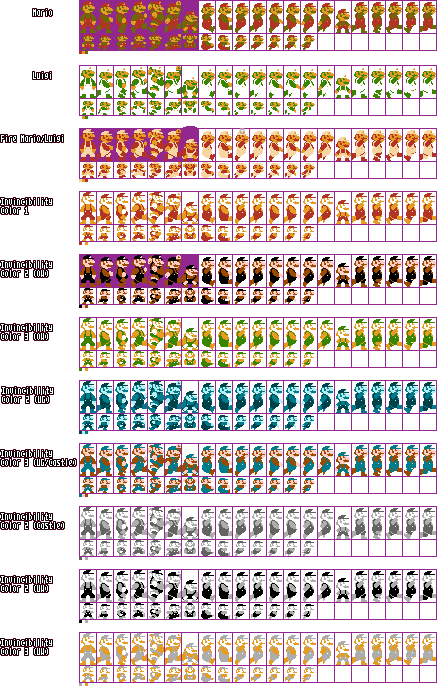 Mario
Luigi
Fire Mario/Luigi
Invincibility
Color 1
Invincibility
Color 2 (OW)
Invincibility
Color 3 (OW)
Invincibility
Color 2 (UG)
Invincibility
Color 3 (UG/Castle)
Invincibility
Color 2 (Castle)
Invincibility
Color 2 (UW)
Invincibility
Color 3 (UW)